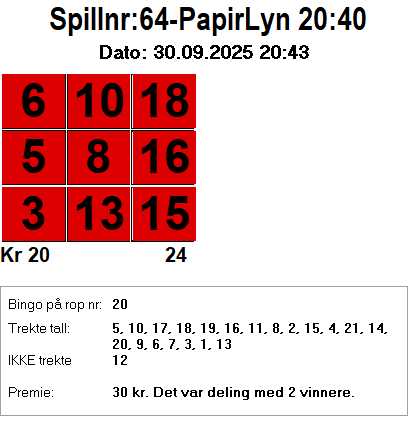 Spillnr:64-PapirLyn 20:40
Dato: 30.09.2025 20:43
6 10 18
5 8 16
3 13 15
Kr 20 24
Bingo på rop nr: 20
Trekte tall: 5, 10, 17, 18, 19, 16, 11, 8, 2, 15, 4, 21, 14,
20, 9, 6, 7, 3, 1, 13
IKKE trekte 12
Premie: 30 kr. Det var deling med 2 vinnere.